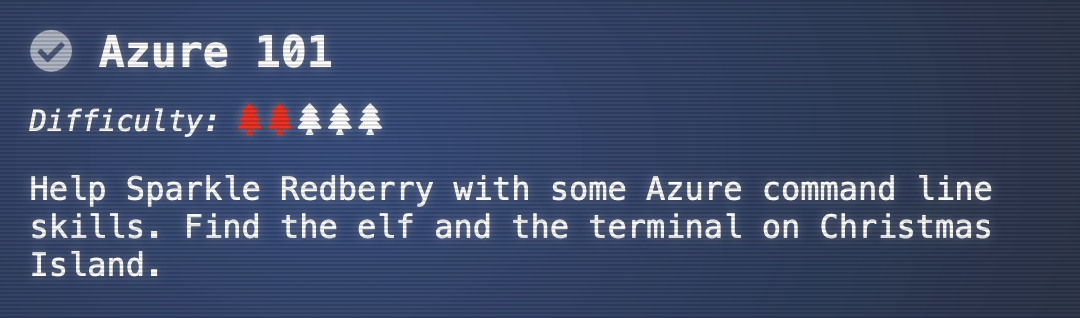 Azure 101
Difficulty:
Help Sparkle Redberry with some Azure command line
skills. Find the elf and the terminal on Christmas
Island.